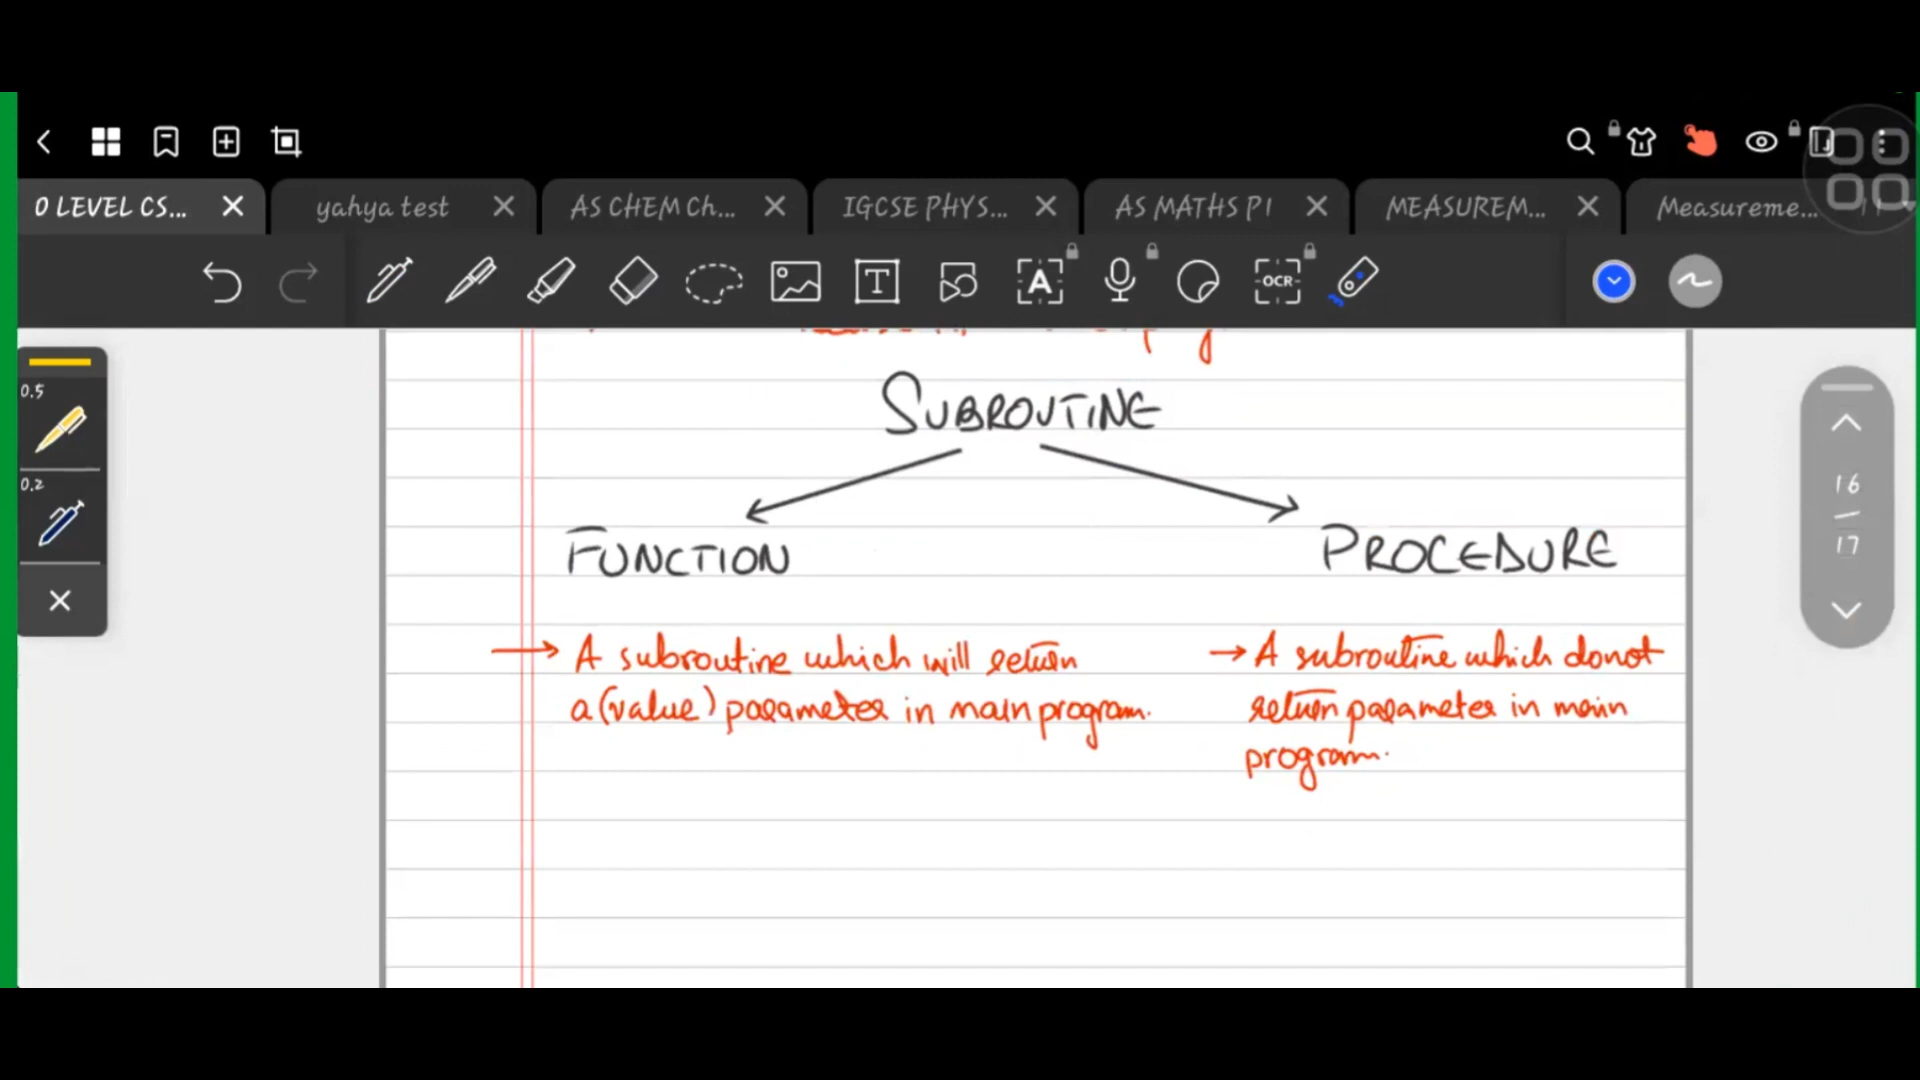 O LEVEL CS...
yahya test
AS CHEM Ch...
IGCSE PHYS...
AS MATHS P1
MEASUREM...
Measureme...
A
OCR
T
0.5
0.2
16
17
SUBROUTINE
FUNCTION
PROCEDURE
→ A subroutine which will return
a (value) parameter in main program.
→ A subroutine which donot
return parameter in main
program.